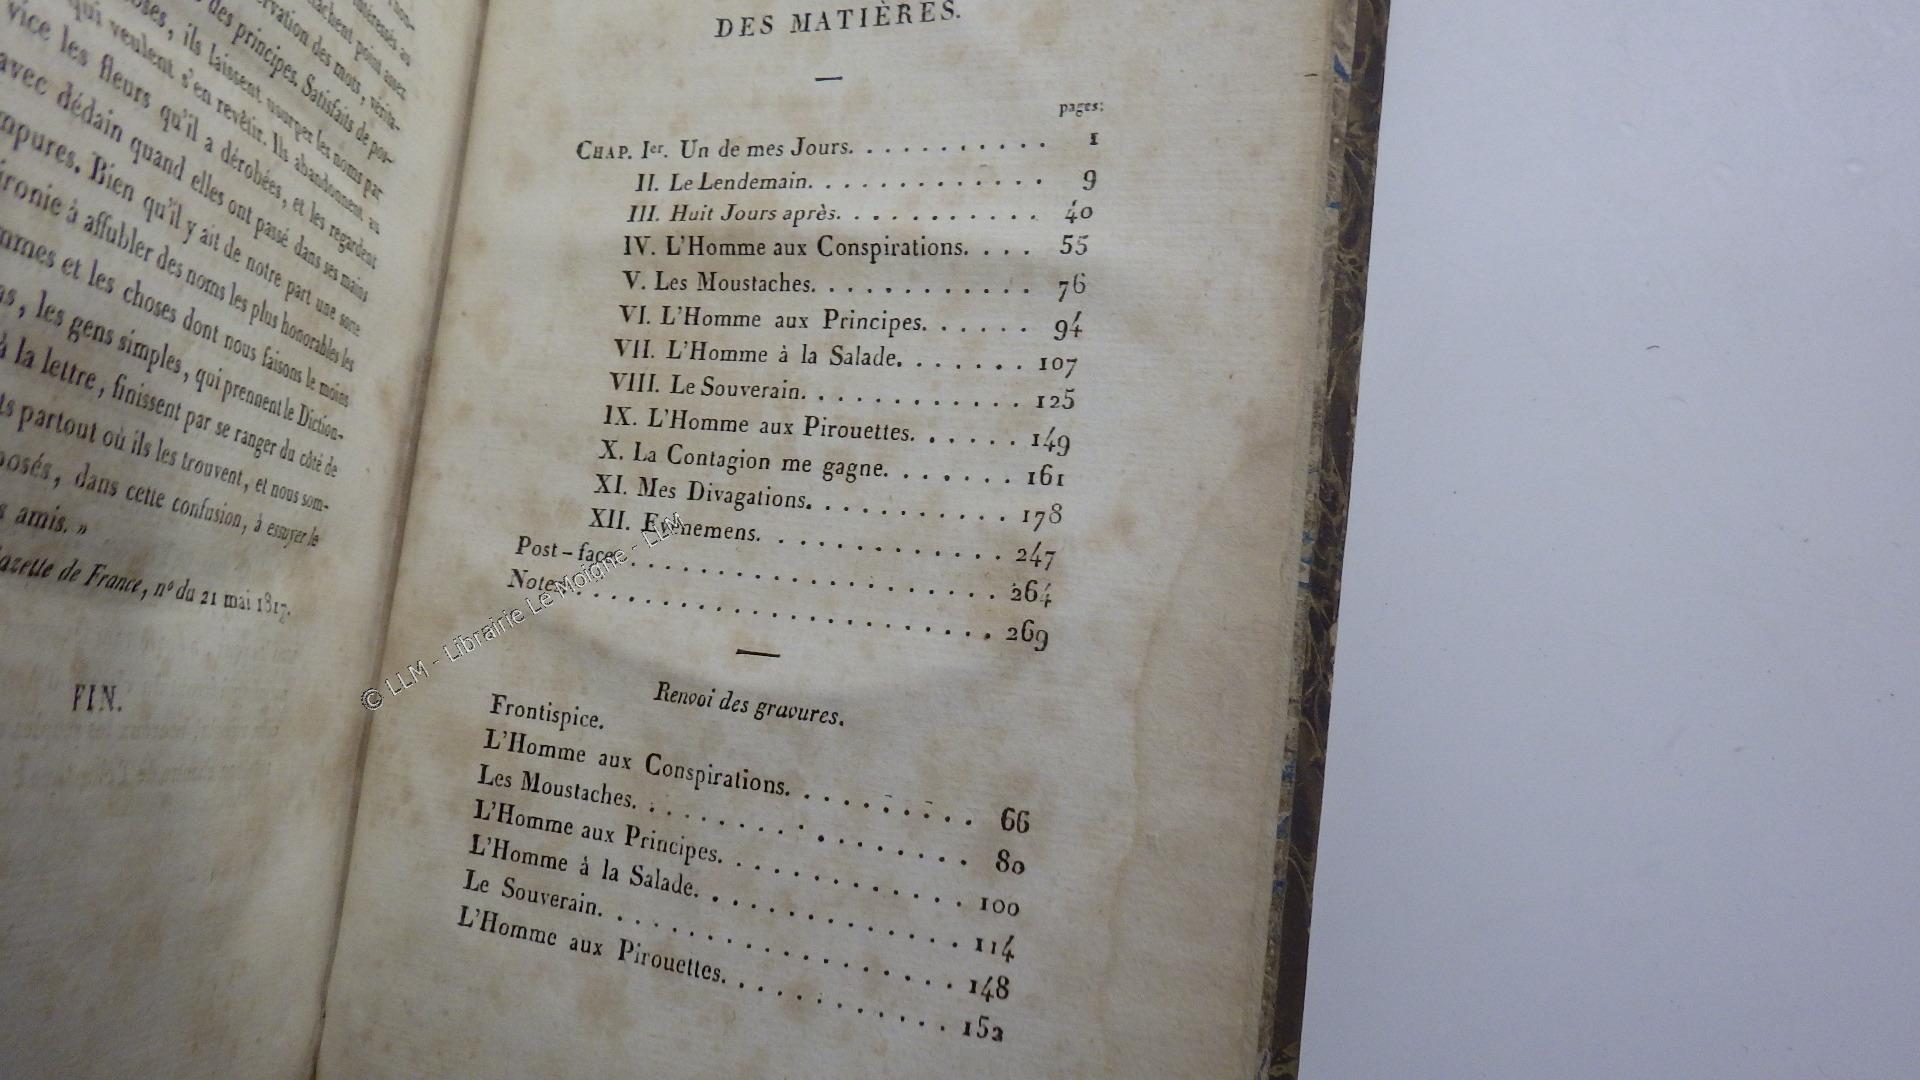 vice les fleurs qu'il a dérobées, et les regardent
avec dédain quand elles ont passé dans ses mains
impures. Bien qu'il y ait de notre part une sorte
ironie à affubler des noms les plus honorables les
et les choses dont nous faisons le moins
, les gens simples, qui prennent le Diction-
à la lettre, finissent par se ranger du côté de
partout où ils les trouvent, et nous som-
dans cette confusion, à essuyer le
amis. »
Gazette de France, nº du 21 mai 1817.
FIN.
DES MATIÈRES.
pages:
CHAP. Ier. Un de mes Jours. 1
II. Le Lendemain. 9
III. Huit Jours après. 40
IV. L'Homme aux Conspirations. 55
V. Les Moustaches. 76
VI. L'Homme aux Principes. 94
VII. L'Homme à la Salade. 107
VIII. Le Souverain. 125
IX. L'Homme aux Pirouettes. 149
X. La Contagion me gagne. 161
XI. Mes Divagations. 178
XII. 247
Post-face 264
Notes 269
Renvoi des gravures.
Frontispice.
L'Homme aux Conspirations. 66
Les Moustaches. 80
L'Homme aux Principes. 100
L'Homme à la Salade. 114
Le Souverain. 148
L'Homme aux Pirouettes. 152
© LLM - Librairie Le Moigne - LLM